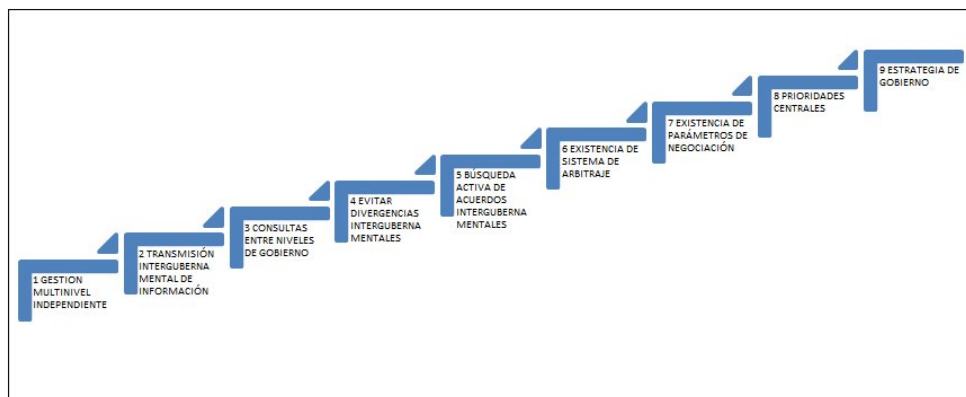 1 GESTION
MULTINIVEL
INDEPENDIENTE
2 TRANSMISIÓN
INTERGUBERNA
MENTAL DE
INFORMACIÓN
3 CONSULTAS
ENTRE NIVELES
DE GOBIERNO
4 EVITAR
DIVERGENCIAS
INTERGUBERNA
MENTALES
5 BÚSQUEDA
ACTIVA DE
ACUERDOS
INTERGUBERNA
MENTALES
6 EXISTENCIA DE
SISTEMA DE
ARBITRAJE
7 EXISTENCIA DE
PARÁMETROS DE
NEGOCIACIÓN
8 PRIORIDADES
CENTRALES
9 ESTRATEGIA DE
GOBIERNO